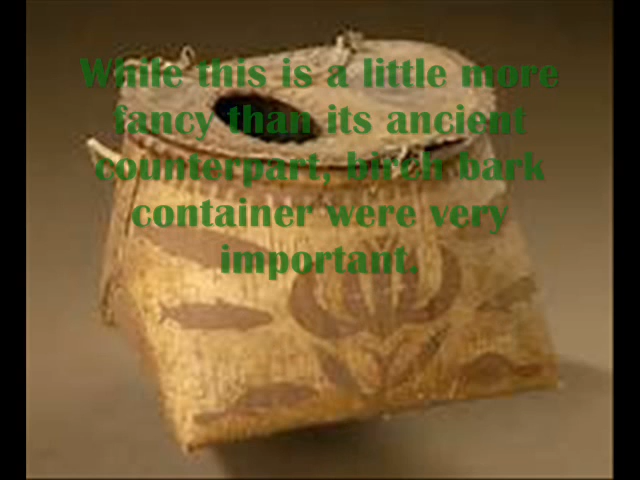 While this is a little more
fancy than its ancient
counterpart, birch bark
container were very
important.